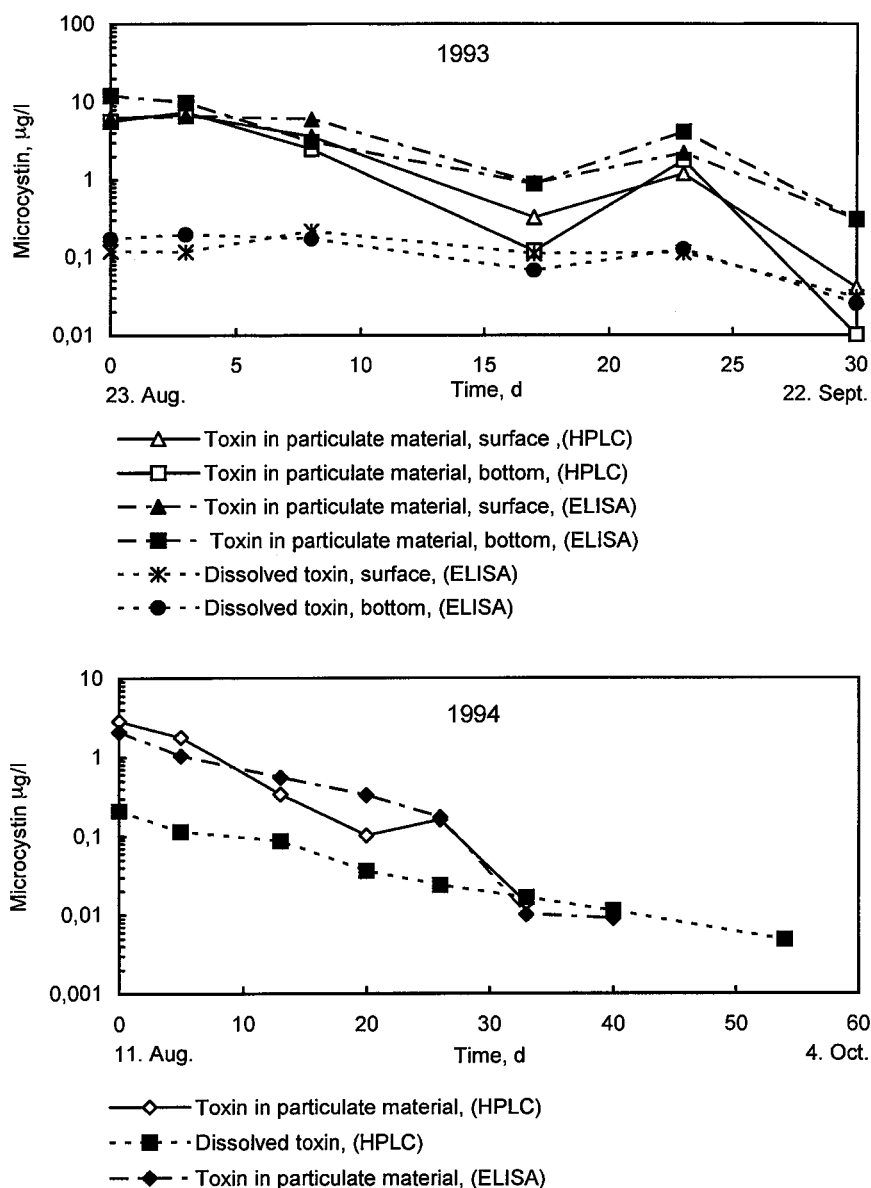 1993
Microcystin, µg/l
100
10
1
0,1
0,01
0 5 10 15 20 25 30
23. Aug. Time, d 22. Sept.
Toxin in particulate material, surface ,(HPLC)
Toxin in particulate material, bottom, (HPLC)
Toxin in particulate material, surface, (ELISA)
Toxin in particulate material, bottom, (ELISA)
Dissolved toxin, surface, (ELISA)
Dissolved toxin, bottom, (ELISA)
1994
Microcystin µg/l
10
1
0,1
0,01
0,001
0 10 20 30 40 50 60
11. Aug. Time, d 4. Oct.
Toxin in particulate material, (HPLC)
Dissolved toxin, (HPLC)
Toxin in particulate material, (ELISA)